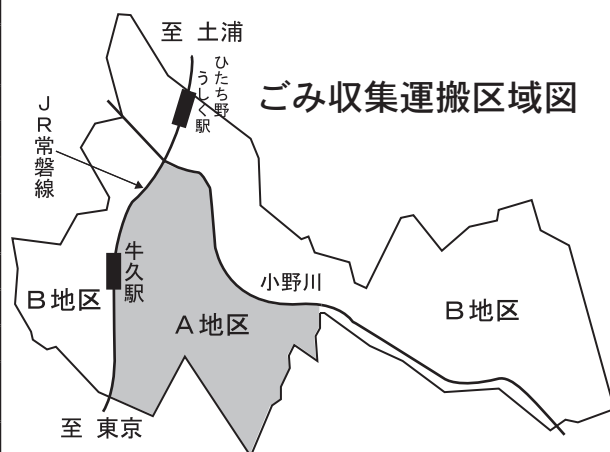 至 土浦
ひたち野
うしく駅
ごみ収集運搬区域図
JR常磐線
牛久駅
小野川
B地区
A地区
B地区
至 東京